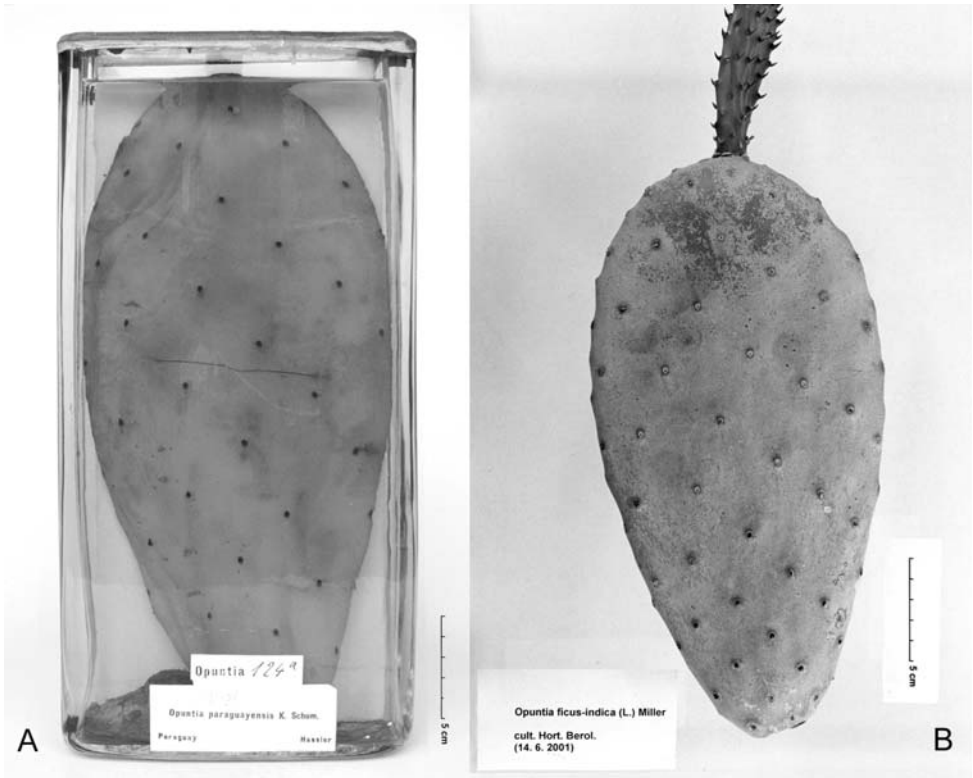 Opuntia 124a
Opuntia paraguayensis K. Schum.
Paraguay Hassler
5 cm
A
Opuntia ficus-indica (L.) Miller
cult. Hort. Berol.
(14. 6. 2001)
5 cm
B